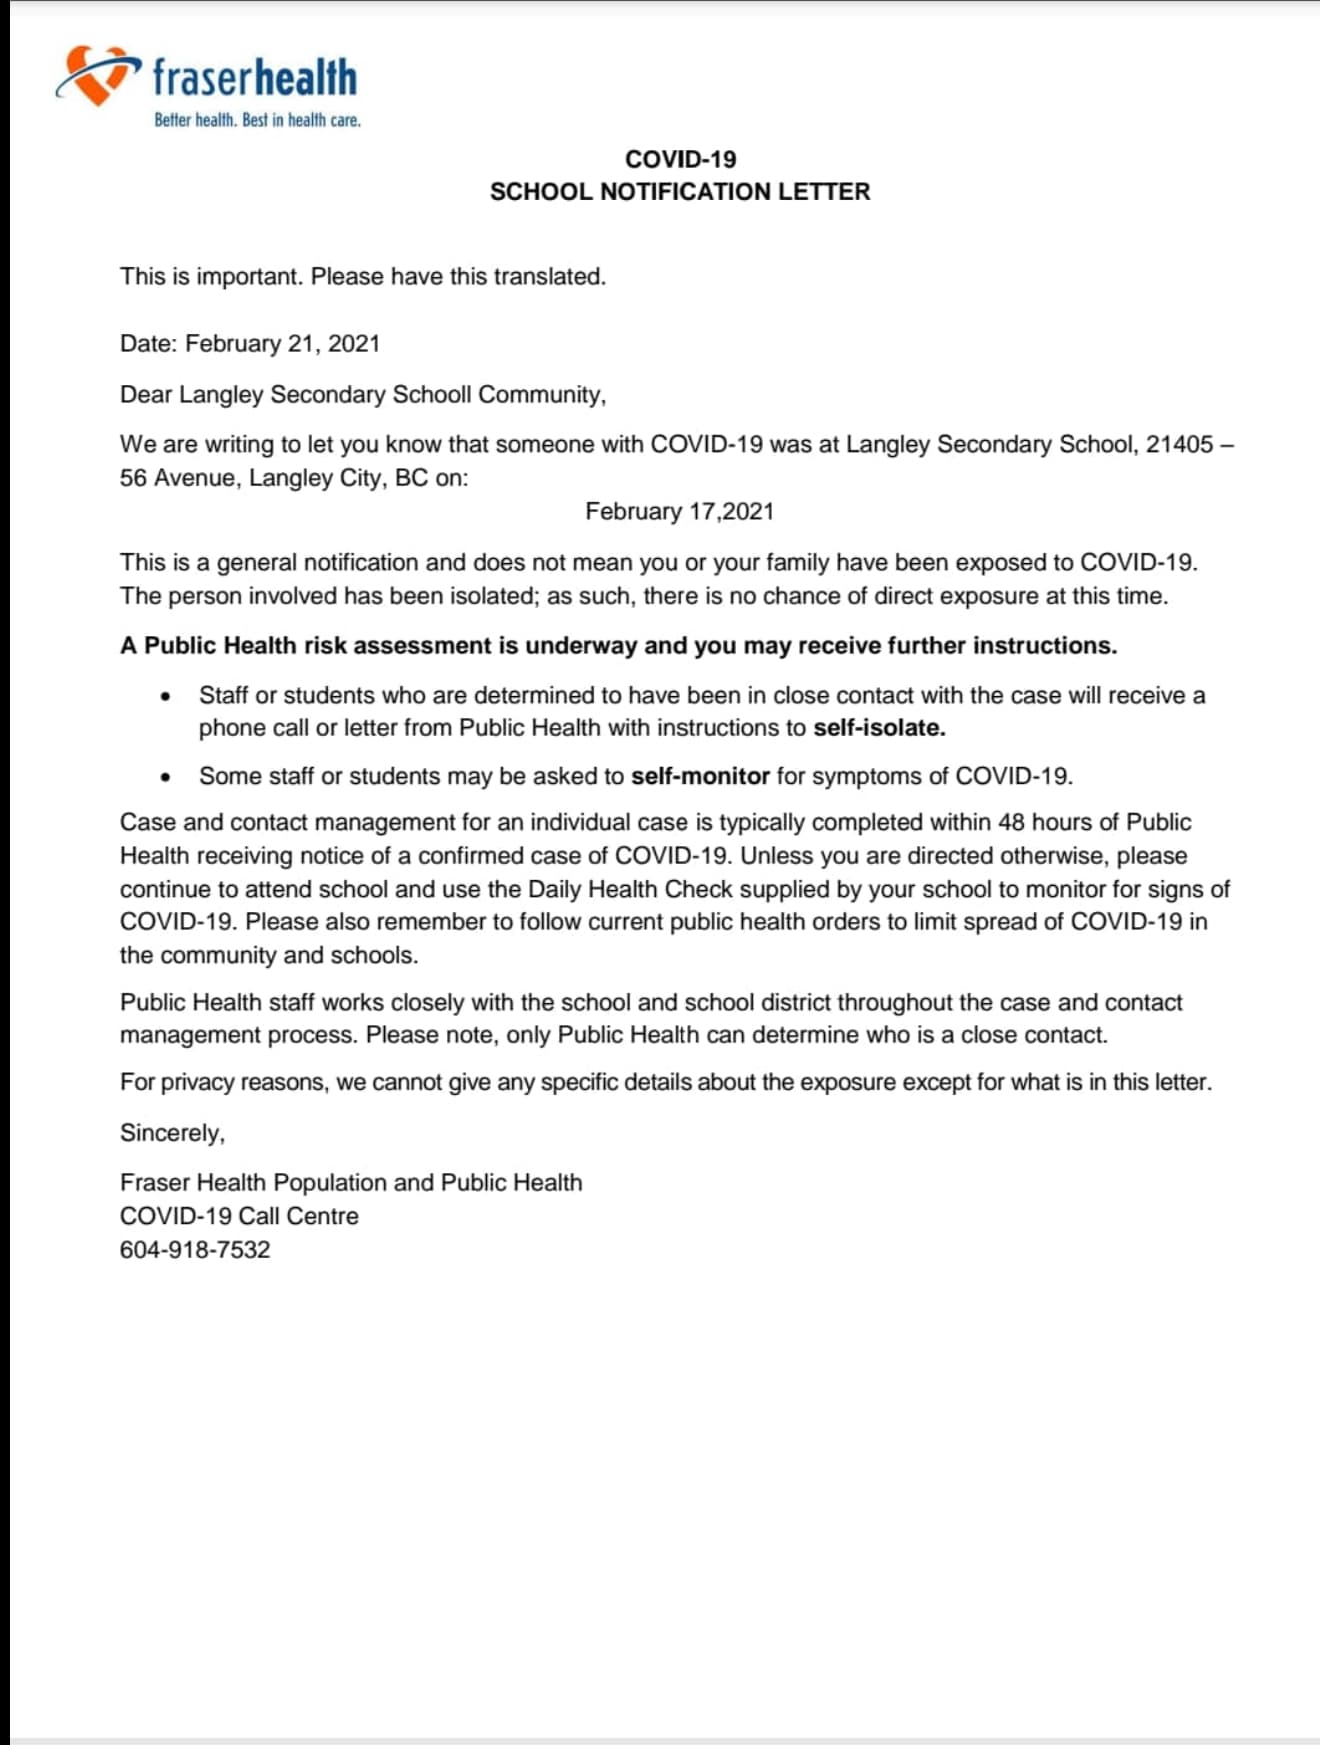 fraserhealth
Better health. Best in health care.
COVID-19
SCHOOL NOTIFICATION LETTER
This is important. Please have this translated.
Date: February 21, 2021
Dear Langley Secondary Schooll Community,
We are writing to let you know that someone with COVID-19 was at Langley Secondary School, 21405 –
56 Avenue, Langley City, BC on:
February 17,2021
This is a general notification and does not mean you or your family have been exposed to COVID-19.
The person involved has been isolated; as such, there is no chance of direct exposure at this time.
A Public Health risk assessment is underway and you may receive further instructions.
• Staff or students who are determined to have been in close contact with the case will receive a
phone call or letter from Public Health with instructions to self-isolate.
• Some staff or students may be asked to self-monitor for symptoms of COVID-19.
Case and contact management for an individual case is typically completed within 48 hours of Public
Health receiving notice of a confirmed case of COVID-19. Unless you are directed otherwise, please
continue to attend school and use the Daily Health Check supplied by your school to monitor for signs of
COVID-19. Please also remember to follow current public health orders to limit spread of COVID-19 in
the community and schools.
Public Health staff works closely with the school and school district throughout the case and contact
management process. Please note, only Public Health can determine who is a close contact.
For privacy reasons, we cannot give any specific details about the exposure except for what is in this letter.
Sincerely,
Fraser Health Population and Public Health
COVID-19 Call Centre
604-918-7532